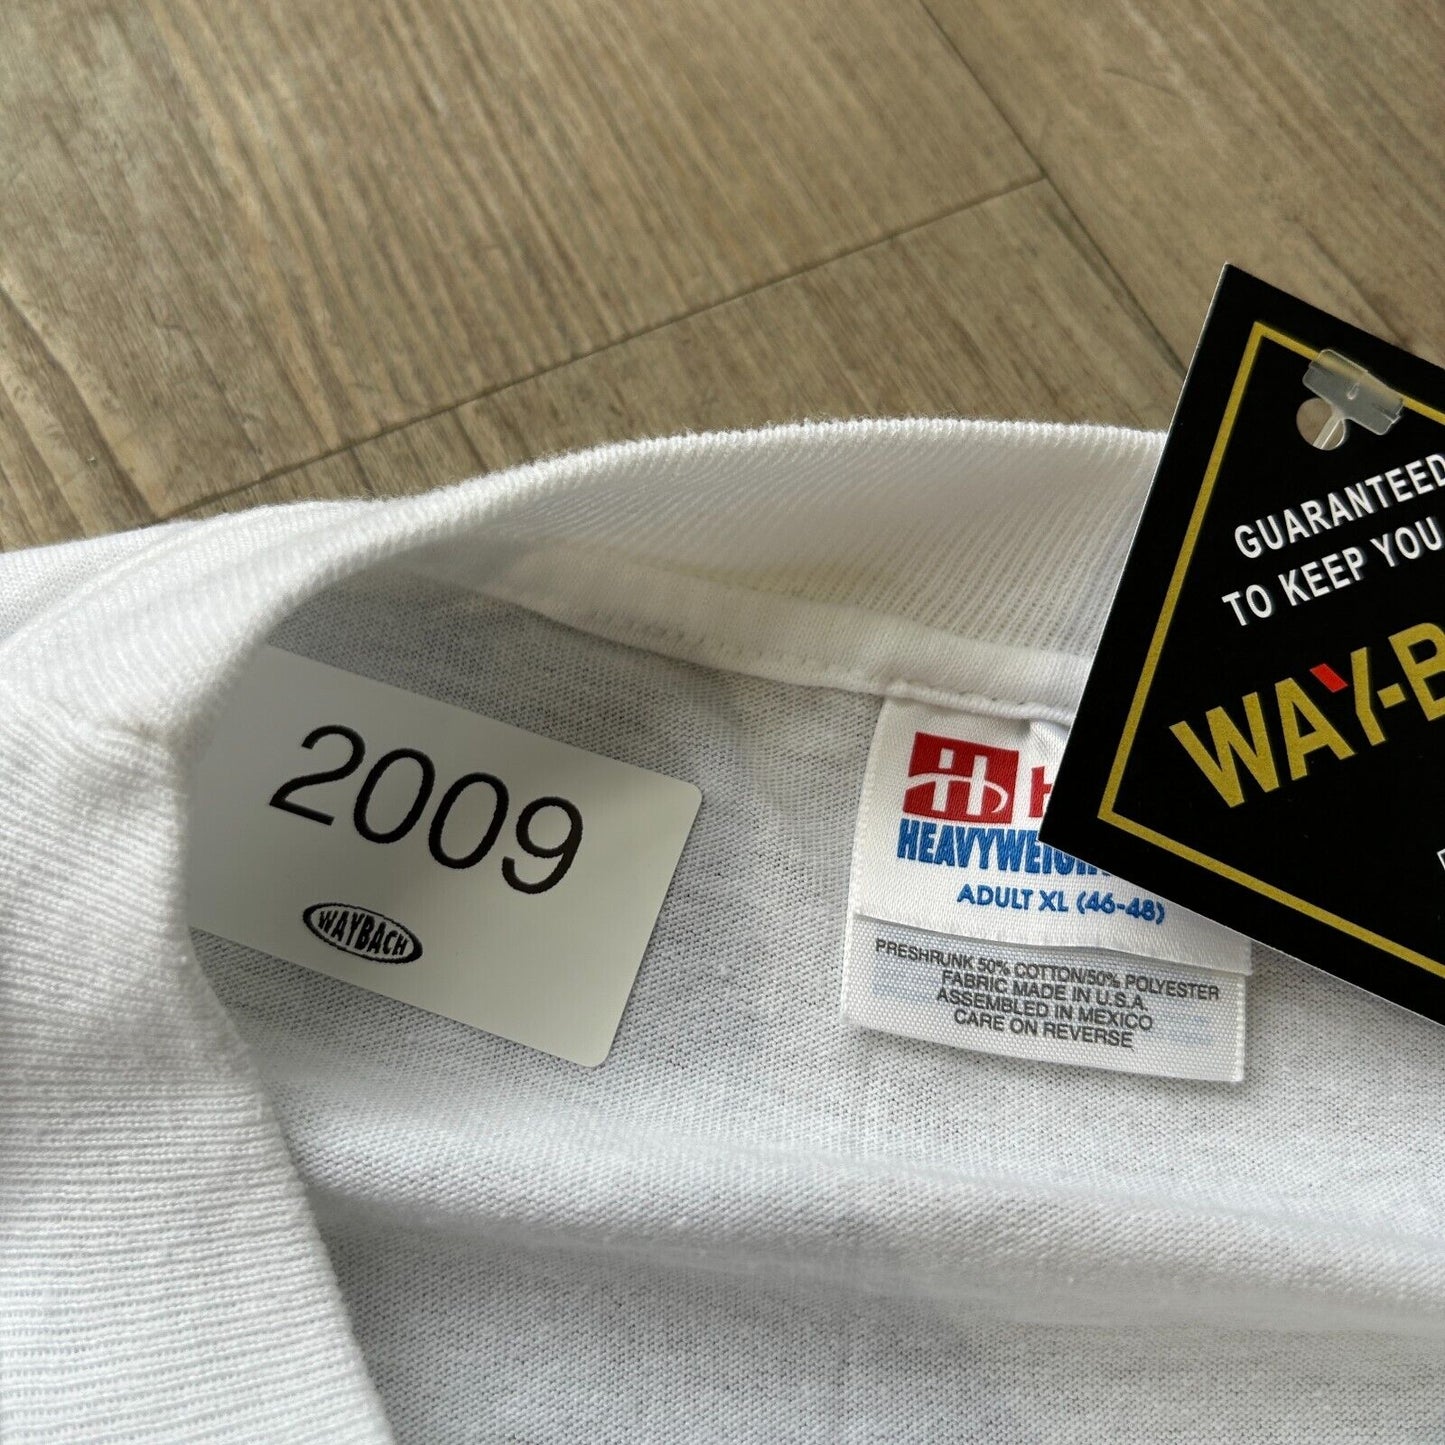 GUARANTEED
TO KEEP YOU
WAY-B
2009
WAYBACH
H
HEAVYWEIGH
ADULT XL (46-48)
PRESHRUNK 50% COTTON/50% POLYESTER
FABRIC MADE IN U.S.A.
ASSEMBLED IN MEXICO
CARE ON REVERSE